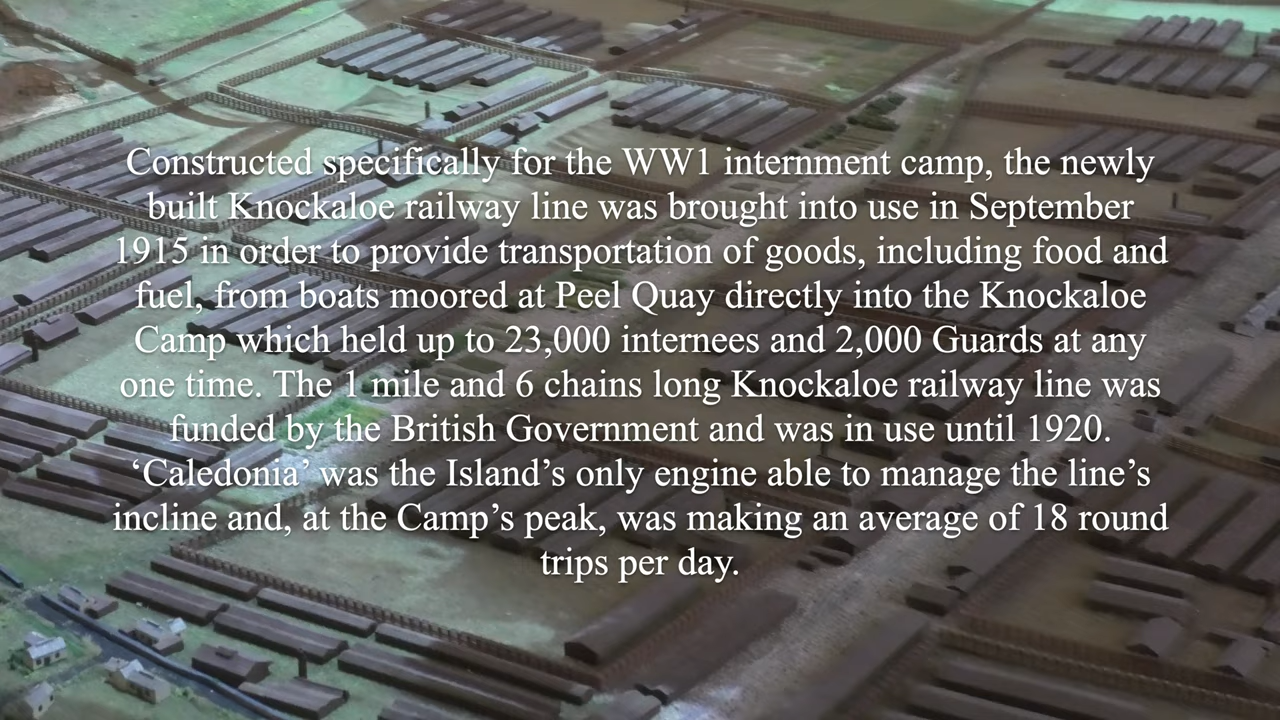 Constructed specifically for the WW1 internment camp, the newly
built Knockaloe railway line was brought into use in September
1915 in order to provide transportation of goods, including food and
fuel, from boats moored at Peel Quay directly into the Knockaloe
Camp which held up to 23,000 internees and 2,000 Guards at any
one time. The 1 mile and 6 chains long Knockaloe railway line was
funded by the British Government and was in use until 1920.
‘Caledonia’ was the Island’s only engine able to manage the line’s
incline and, at the Camp’s peak, was making an average of 18 round
trips per day.